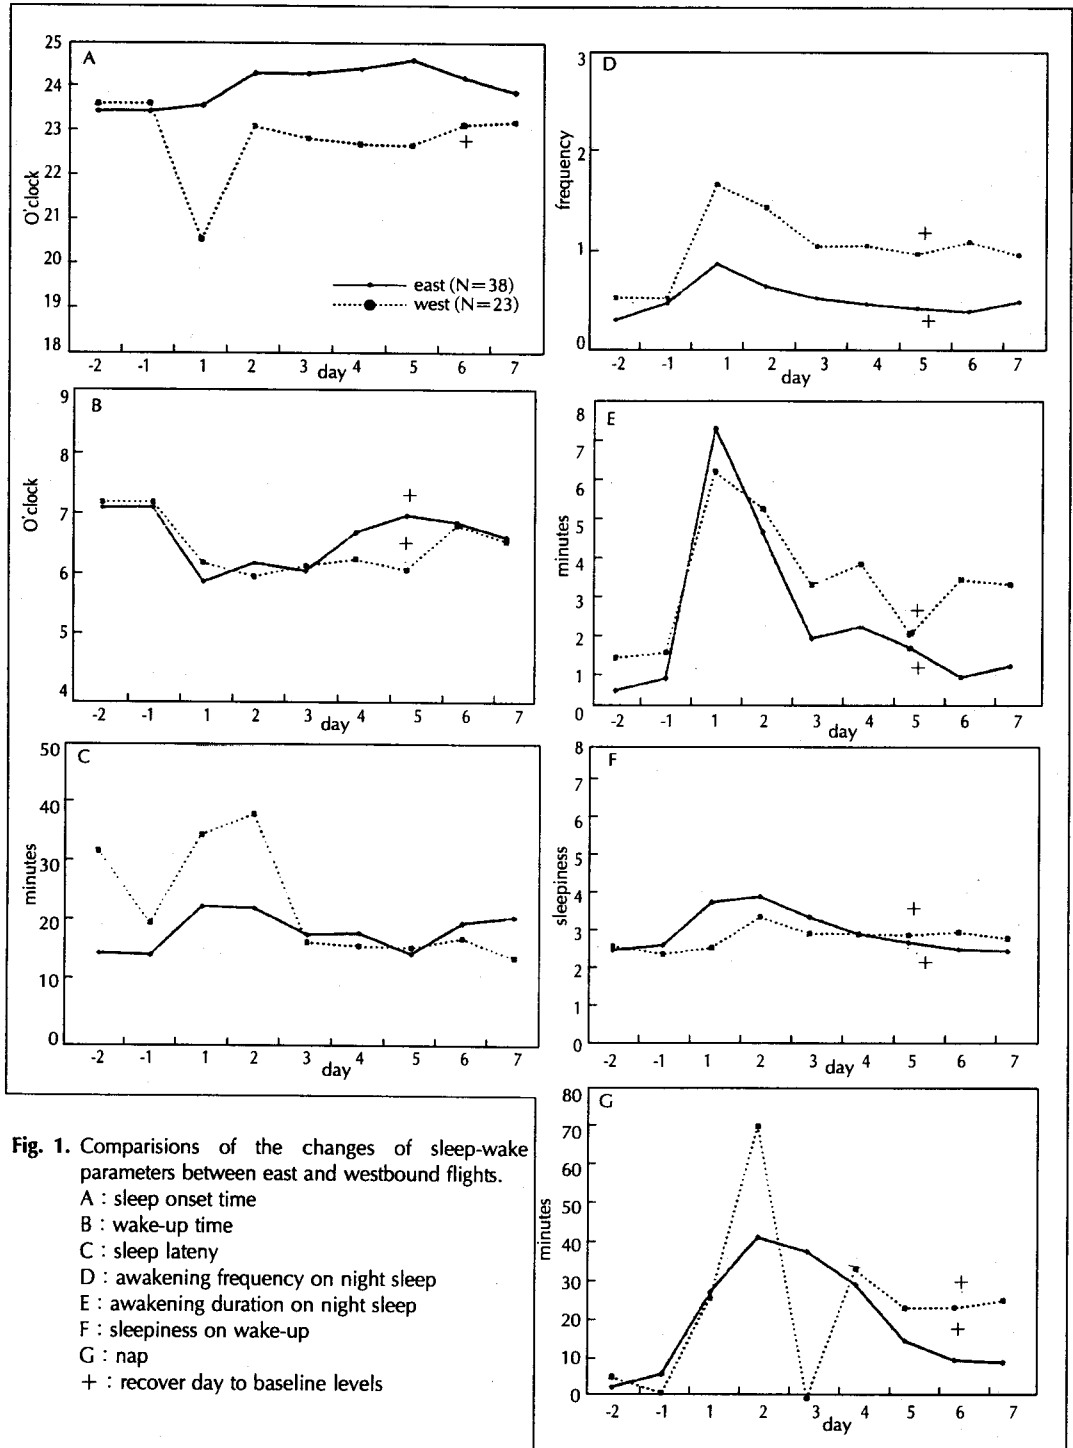 A
25
24
23
22
21
20
19
18
O'clock
east (N=38)
west (N=23)
-2 -1 1 2 3 4 5 6 7
day
B
9
8
7
6
5
4
O'clock
+
+
-2 -1 1 2 3 4 5 6 7
day
C
50
40
30
20
10
0
minutes
-2 -1 1 2 3 4 5 6 7
day
D
3
2
1
0
frequency
+
+
-2 -1 1 2 3 4 5 6 7
day
E
8
7
6
5
4
3
2
1
0
minutes
+
+
-2 -1 1 2 3 4 5 6 7
day
F
8
7
6
5
4
3
2
1
0
sleepiness
+
+
-2 -1 1 2 3 4 5 6 7
day
G
80
70
60
50
40
30
20
10
0
minutes
+
+
-2 -1 1 2 3 4 5 6 7
day
Fig. 1. Comparisions of the changes of sleep-wake
parameters between east and westbound flights.
A : sleep onset time
B : wake-up time
C : sleep lateny
D : awakening frequency on night sleep
E : awakening duration on night sleep
F : sleepiness on wake-up
G : nap
+ : recover day to baseline levels